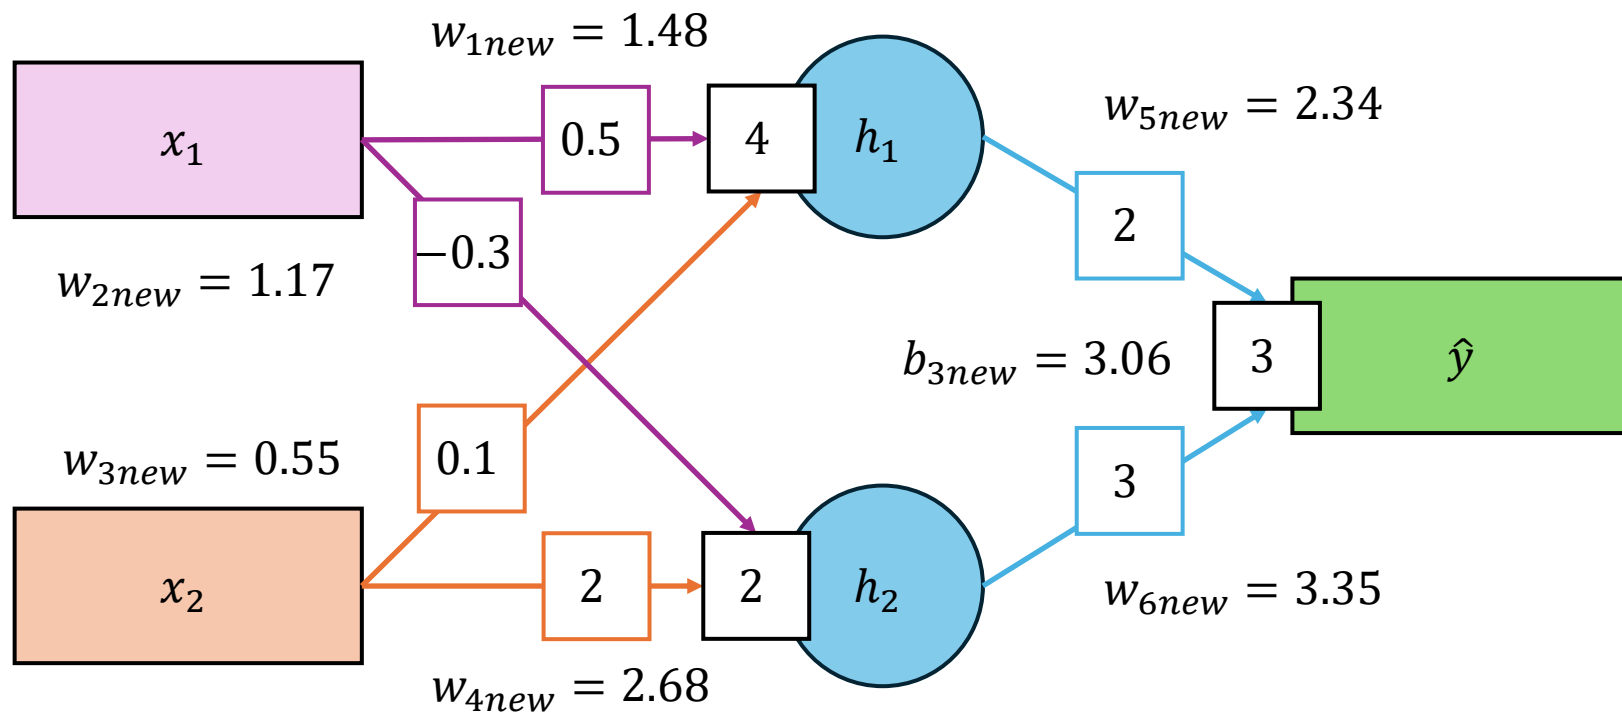 w₁ₙₑw = 1.48
x₁
0.5
4
h₁
w₅ₙₑw = 2.34
2
−0.3
w₂ₙₑw = 1.17
b₃ₙₑw = 3.06
3
ŷ
w₃ₙₑw = 0.55
0.1
3
x₂
2
2
h₂
w₆ₙₑw = 3.35
w₄ₙₑw = 2.68